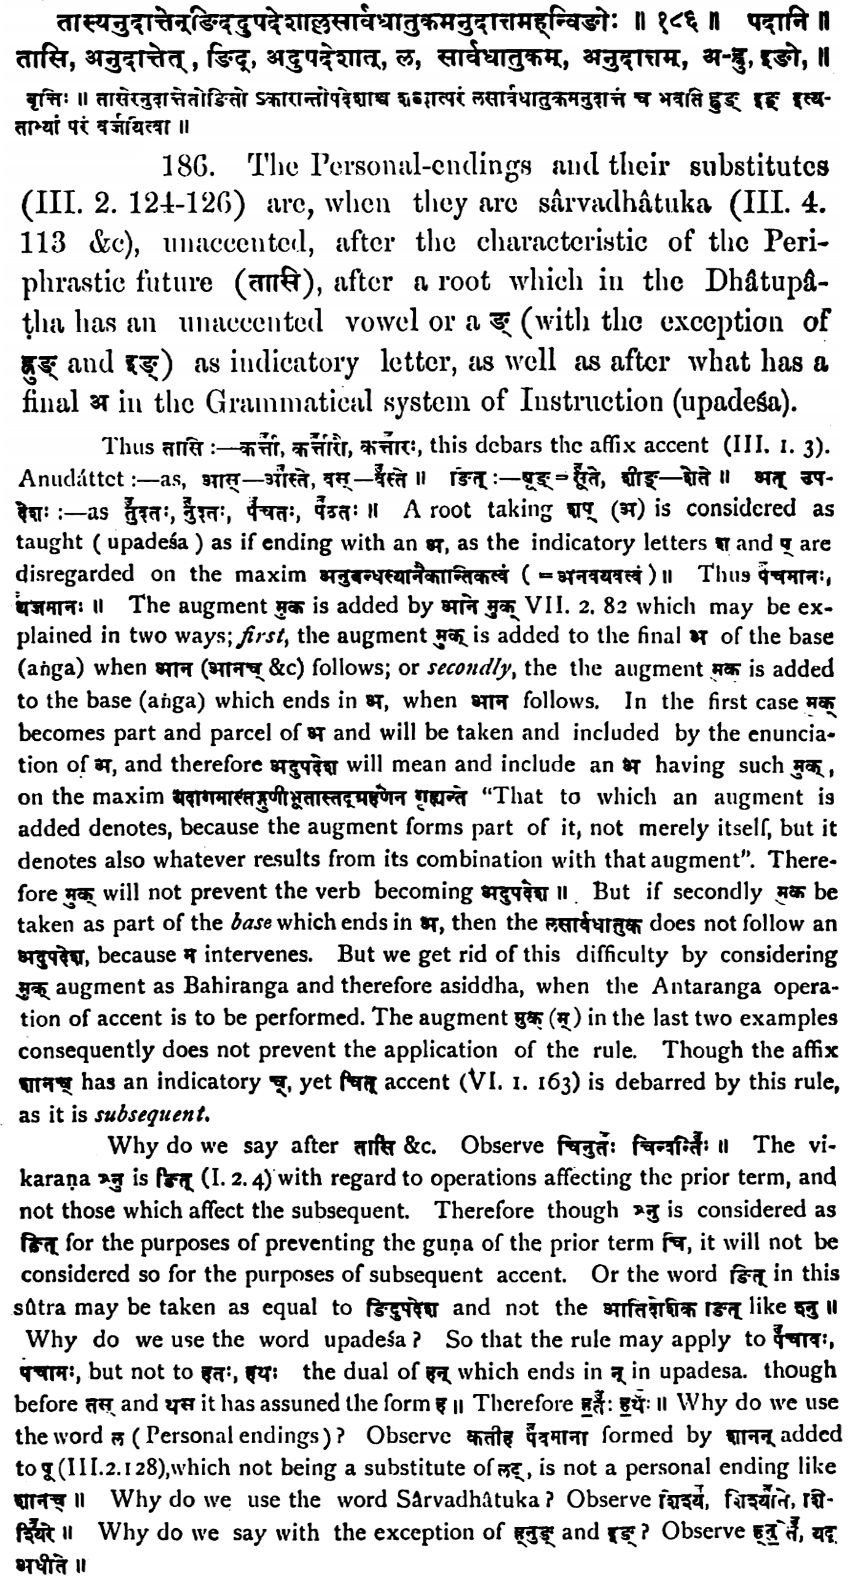 तास्यनुदात्तेन्ङिददुपदेशाल्लसार्वधातुकमनुदात्तमहन्विङोः ॥ १८६ ॥ पदानि ॥
तासि, अनुदात्तेत्, ङिद्, अदुपदेशात्, ल, सार्वधातुकम्, अनुदात्तम्, अ-ह्नु, इङो, ॥
वृत्तिः ॥ तासेरनुदात्तेतोङितो ऽकारान्तोपदेशाच्च शब्दात्परं लसार्वधातुकमनुदात्तं च भवति ह्नुङ् इङ् इत्य-
ताभ्यां परं वर्जयित्वा ॥
186. The Personal-endings and their substitutes
(III. 2. 124-126) are, when they are sârvadhâtuka (III. 4.
113 &c), unaccented, after the characteristic of the Peri-
phrastic future (तासि), after a root which in the Dhâtupâ-
ṭha has an unaccented vowel or a ङ् (with the exception of
ह्नुङ् and इङ्) as indicatory letter, as well as after what has a
final अ in the Grammatical system of Instruction (upadeśa).
Thus तासि :—कर्त्ता, कर्त्तारो, कर्त्तारः, this debars the affix accent (III. 1. 3).
Anudáttet :—as, आस्—आस्ते, वस्—वस्ते ॥ ङित् :—षूङ्=सूते, शीङ्—शेते ॥ अत् उप-
देशः :—as तुदतः, नुदतः, पचतः, पठतः ॥ A root taking शप् (अ) is considered as
taught ( upadeśa ) as if ending with an अ, as the indicatory letters श and प् are
disregarded on the maxim अनुबन्धस्यानैकान्तिकत्वं ( =अनवयवत्वं ) ॥ Thus पचमानः,
यजमानः ॥ The augment मुक is added by आने मुक् VII. 2. 82 which may be ex-
plained in two ways; first, the augment मुक् is added to the final अ of the base
(aṅga) when आन (आनच् &c) follows; or secondly, the the augment मक is added
to the base (aṅga) which ends in अ, when आन follows. In the first case मक्
becomes part and parcel of अ and will be taken and included by the enuncia-
tion of अ, and therefore अदुपदेश will mean and include an अ having such मुक्,
on the maxim यदागमास्तद्गुणीभूतास्तद्ग्रहणेन गृह्यन्ते "That to which an augment is
added denotes, because the augment forms part of it, not merely itself, but it
denotes also whatever results from its combination with that augment". There-
fore मुक् will not prevent the verb becoming अदुपदेश ॥ But if secondly मक be
taken as part of the base which ends in अ, then the लसार्वधातुक does not follow an
अदुपदेश, because म intervenes. But we get rid of this difficulty by considering
मुक् augment as Bahiranga and therefore asiddha, when the Antaranga opera-
tion of accent is to be performed. The augment मुक् (म्) in the last two examples
consequently does not prevent the application of the rule. Though the affix
शानच् has an indicatory च्, yet चित् accent (VI. 1. 163) is debarred by this rule,
as it is subsequent.
Why do we say after तासि &c. Observe चिनुतः चिन्वन्तिः ॥ The vi-
karaṇa श्नु is ङित् (I. 2. 4) with regard to operations affecting the prior term, and
not those which affect the subsequent. Therefore though श्नु is considered as
ङित् for the purposes of preventing the guṇa of the prior term चि, it will not be
considered so for the purposes of subsequent accent. Or the word ङित् in this
sûtra may be taken as equal to ङिदुपदेश and not the आतिदेशिक ङित् like श्नु ॥
Why do we use the word upadeśa? So that the rule may apply to पचावः,
पचामः, but not to हतः, हथः the dual of हन् which ends in न् in upadesa. though
before तस् and थस it has assuned the form ह ॥ Therefore हतः हथः ॥ Why do we use
the word ल ( Personal endings) ? Observe कतीह पवमाना formed by शानन् added
to पू (III.2.128),which not being a substitute of लट्, is not a personal ending like
शानच् ॥ Why do we use the word Sârvadhâtuka? Observe शिश्ये, शिश्याते, शि-
श्यिरे ॥ Why do we say with the exception of ह्नुङ् and इङ् ? Observe ह्नुते, यद्
अधीते ॥